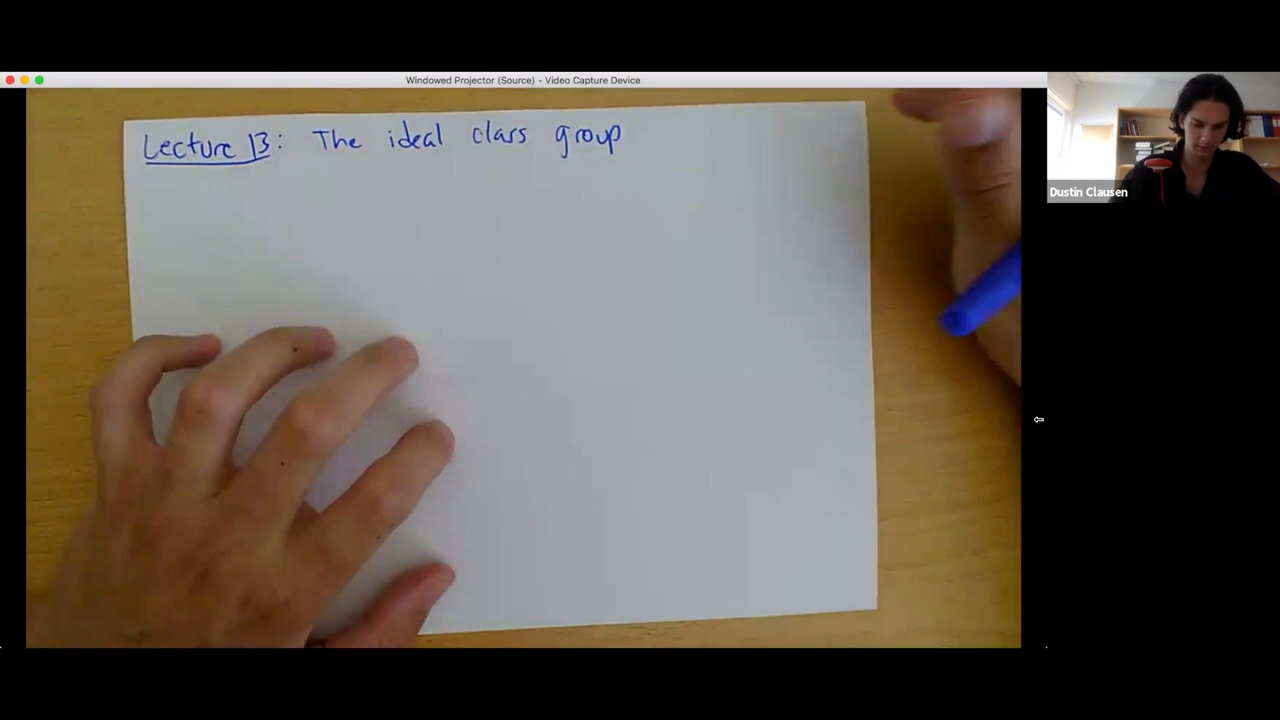 Windowed Projector (Source) - Video Capture Device
Lecture 13: The ideal class group
Dustin Clausen